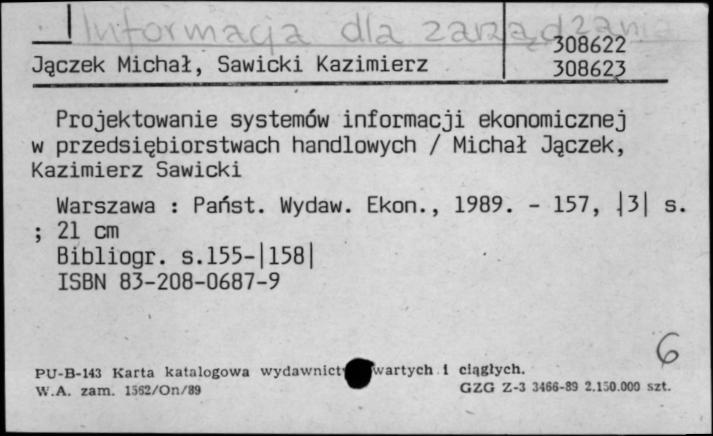 Informacja dla zarządzania
308622
Jączek Michał, Sawicki Kazimierz 308623
Projektowanie systemów informacji ekonomicznej
w przedsiębiorstwach handlowych / Michał Jączek,
Kazimierz Sawicki
Warszawa : Państ. Wydaw. Ekon., 1989. - 157, |3| s.
; 21 cm
Bibliogr. s.155-|158|
ISBN 83-208-0687-9
6
PU-B-143 Karta katalogowa wydawnict wartych i ciągłych.
W.A. zam. 1562/On/89 GZG Z-3 3466-89 2.150.000 szt.